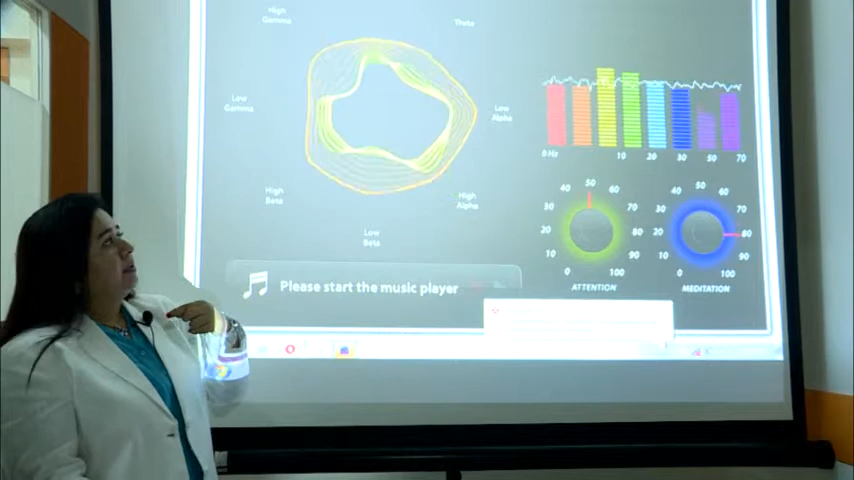 High
Gamma
Theta
Low
Gamma
Low
Alpha
High
Beta
High
Alpha
Low
Beta
0 Hz 10 20 30 50 70
0 10 20 30 40 50 60 70 80 90 100
ATTENTION
0 10 20 30 40 50 60 70 80 90 100
MEDITATION
Please start the music player